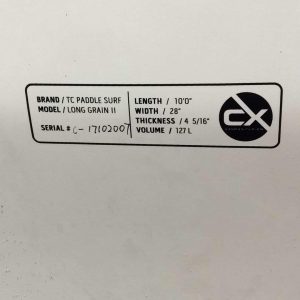 BRAND / TC PADDLE SURF
MODEL / LONG GRAIN II
SERIAL # C-17102007
LENGTH / 10'0"
WIDTH / 28"
THICKNESS / 4 5/16"
VOLUME / 127 L
CX